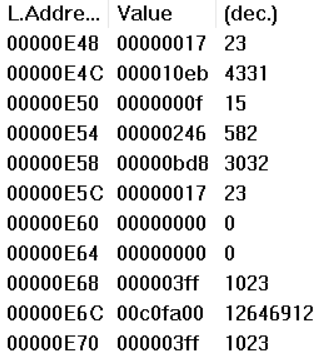 L.Addre... Value (dec.)
00000E48 00000017 23
00000E4C 000010eb 4331
00000E50 0000000f 15
00000E54 00000246 582
00000E58 00000bd8 3032
00000E5C 00000017 23
00000E60 00000000 0
00000E64 00000000 0
00000E68 000003ff 1023
00000E6C 00c0fa00 12646912
00000E70 000003ff 1023